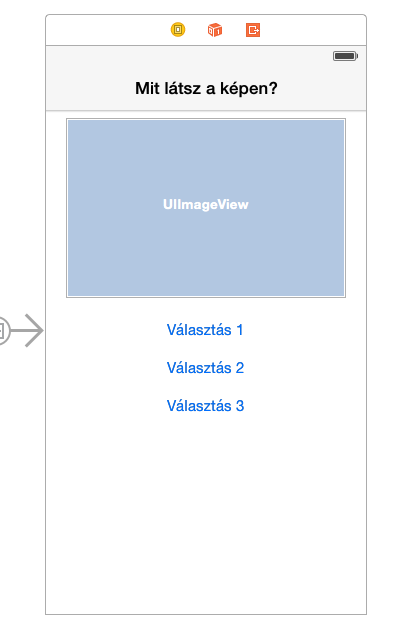 Mit látsz a képen?
UIImageView
Választás 1
Választás 2
Választás 3